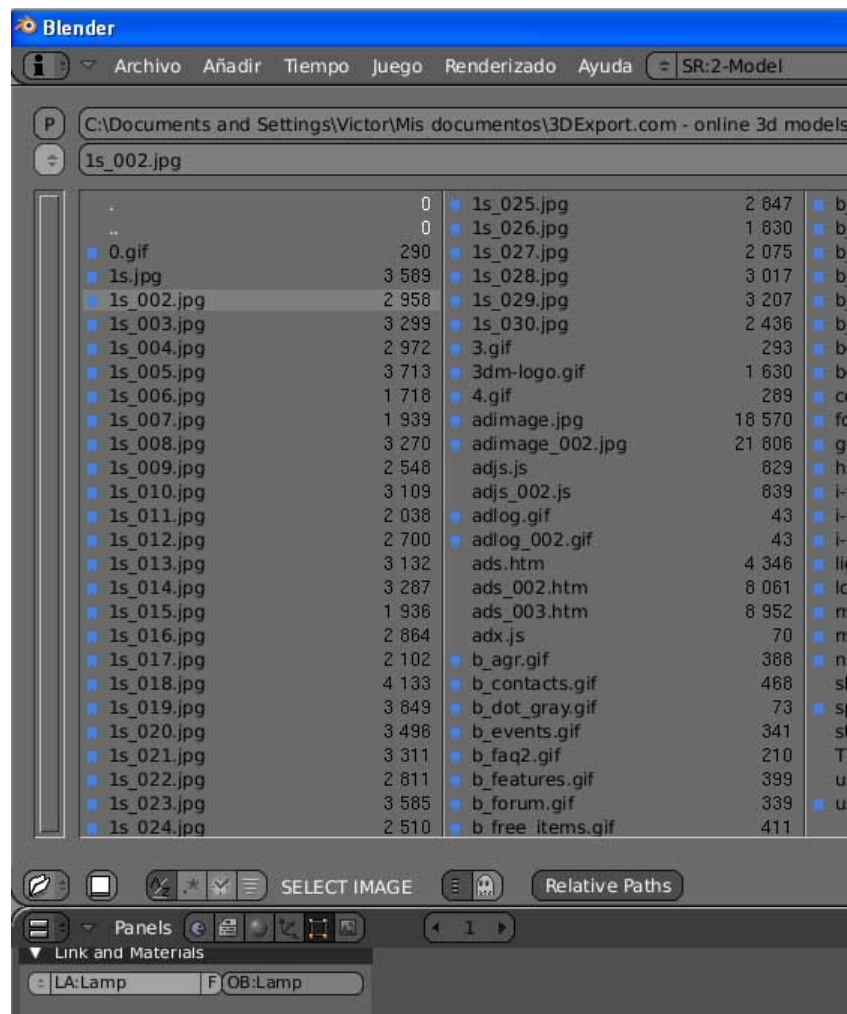 Blender
Archivo Añadir Tiempo Juego Renderizado Ayuda SR:2-Model
P C:\Documents and Settings\Victor\Mis documentos\3DExport.com - online 3d models
1s_002.jpg
. 0
.. 0
0.gif 290
1s.jpg 3 589
1s_002.jpg 2 958
1s_003.jpg 3 299
1s_004.jpg 2 972
1s_005.jpg 3 713
1s_006.jpg 1 718
1s_007.jpg 1 939
1s_008.jpg 3 270
1s_009.jpg 2 548
1s_010.jpg 3 109
1s_011.jpg 2 038
1s_012.jpg 2 700
1s_013.jpg 3 132
1s_014.jpg 3 287
1s_015.jpg 1 936
1s_016.jpg 2 864
1s_017.jpg 2 102
1s_018.jpg 4 133
1s_019.jpg 3 849
1s_020.jpg 3 496
1s_021.jpg 3 311
1s_022.jpg 2 811
1s_023.jpg 3 585
1s_024.jpg 2 510
1s_025.jpg 2 847
1s_026.jpg 1 830
1s_027.jpg 2 075
1s_028.jpg 3 017
1s_029.jpg 3 207
1s_030.jpg 2 436
3.gif 293
3dm-logo.gif 1 630
4.gif 289
adimage.jpg 18 570
adimage_002.jpg 21 806
adjs.js 829
adjs_002.js 839
adlog.gif 43
adlog_002.gif 43
ads.htm 4 346
ads_002.htm 8 061
ads_003.htm 8 952
adx.js 70
b_agr.gif 388
b_contacts.gif 468
b_dot_gray.gif 73
b_events.gif 341
b_faq2.gif 210
b_features.gif 399
b_forum.gif 339
b_free_items.gif 411
SELECT IMAGE Relative Paths
Panels 1
Link and Materials
LA:Lamp F OB:Lamp